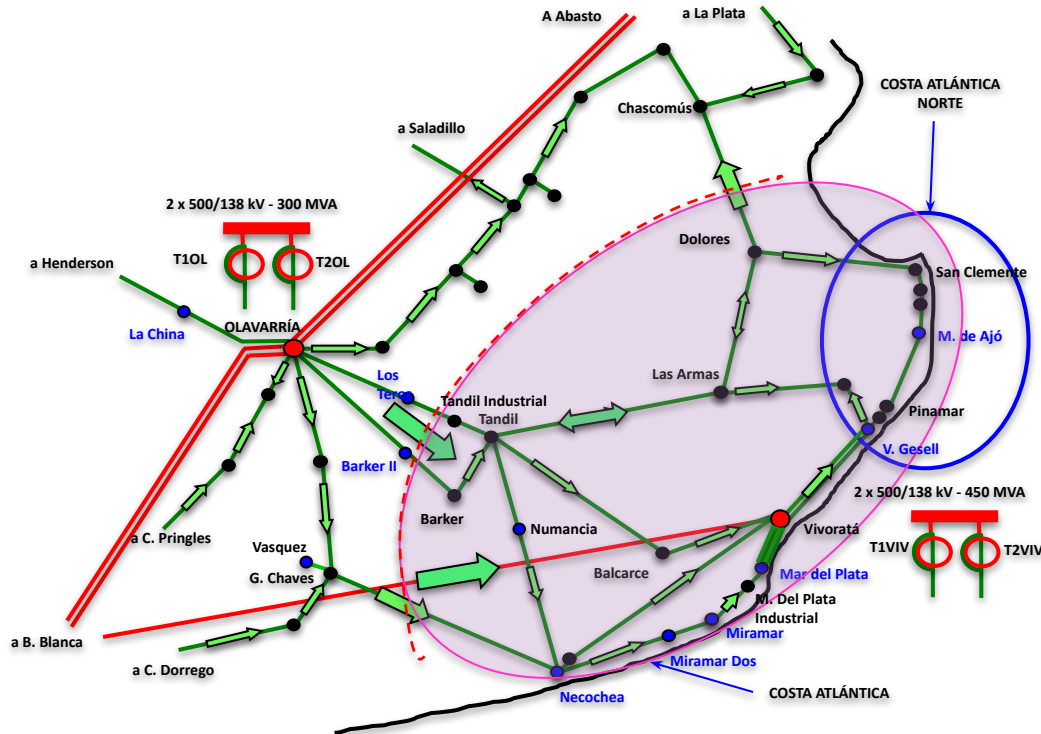 A Abasto
a La Plata
COSTA ATLÁNTICA
NORTE
Chascomús
a Saladillo
2 x 500/138 kV - 300 MVA
T1OL
T2OL
Dolores
San Clemente
a Henderson
La China
OLAVARRÍA
M. de Ajó
Los
Las Armas
Tandil Industrial
Tandil
Pinamar
V. Gesell
Barker II
2 x 500/138 kV - 450 MVA
Barker
Numancia
Vivoratá
T1VIV
T2VIV
a C. Pringles
Vasquez
Balcarce
Mar del Plata
G. Chaves
M. Del Plata
Industrial
a B. Blanca
Miramar
a C. Dorrego
Miramar Dos
Necochea
COSTA ATLÁNTICA